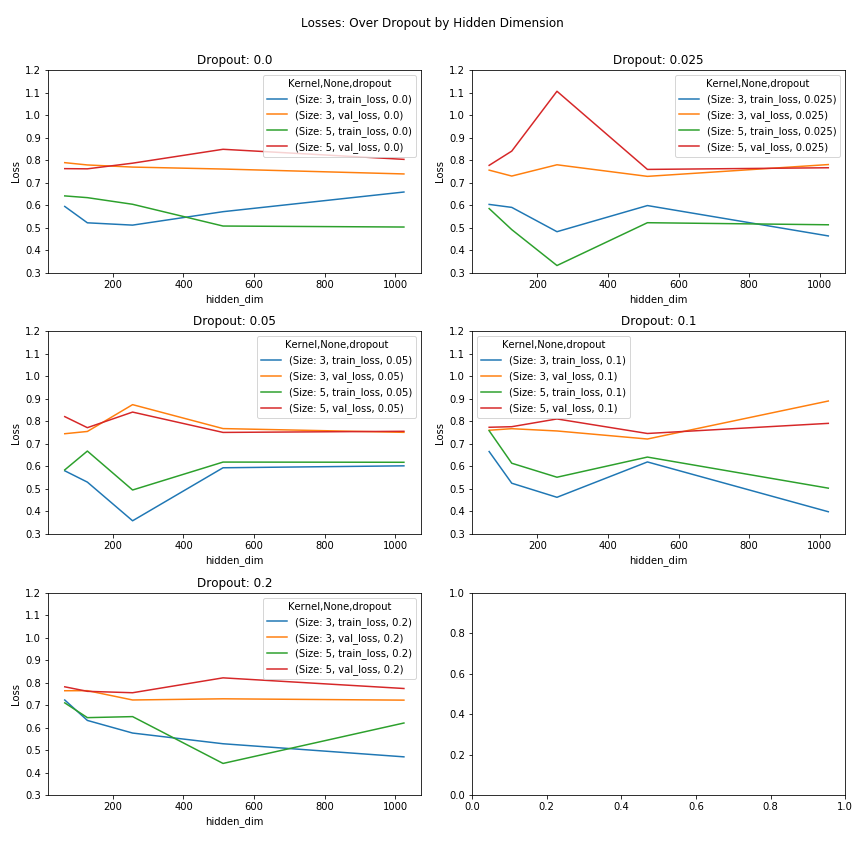 Losses: Over Dropout by Hidden Dimension
Dropout: 0.0
1.2
1.1
1.0
0.9
0.8
0.7
0.6
0.5
0.4
0.3
Loss
200
400
600
800
1000
hidden_dim
Kernel,None,dropout
(Size: 3, train_loss, 0.0)
(Size: 3, val_loss, 0.0)
(Size: 5, train_loss, 0.0)
(Size: 5, val_loss, 0.0)
Dropout: 0.025
1.2
1.1
1.0
0.9
0.8
0.7
0.6
0.5
0.4
0.3
Loss
200
400
600
800
1000
hidden_dim
Kernel,None,dropout
(Size: 3, train_loss, 0.025)
(Size: 3, val_loss, 0.025)
(Size: 5, train_loss, 0.025)
(Size: 5, val_loss, 0.025)
Dropout: 0.05
1.2
1.1
1.0
0.9
0.8
0.7
0.6
0.5
0.4
0.3
Loss
200
400
600
800
1000
hidden_dim
Kernel,None,dropout
(Size: 3, train_loss, 0.05)
(Size: 3, val_loss, 0.05)
(Size: 5, train_loss, 0.05)
(Size: 5, val_loss, 0.05)
Dropout: 0.1
1.2
1.1
1.0
0.9
0.8
0.7
0.6
0.5
0.4
0.3
Loss
200
400
600
800
1000
hidden_dim
Kernel,None,dropout
(Size: 3, train_loss, 0.1)
(Size: 3, val_loss, 0.1)
(Size: 5, train_loss, 0.1)
(Size: 5, val_loss, 0.1)
Dropout: 0.2
1.2
1.1
1.0
0.9
0.8
0.7
0.6
0.5
0.4
0.3
Loss
200
400
600
800
1000
hidden_dim
Kernel,None,dropout
(Size: 3, train_loss, 0.2)
(Size: 3, val_loss, 0.2)
(Size: 5, train_loss, 0.2)
(Size: 5, val_loss, 0.2)
1.0
0.8
0.6
0.4
0.2
0.0
0.0
0.2
0.4
0.6
0.8
1.0